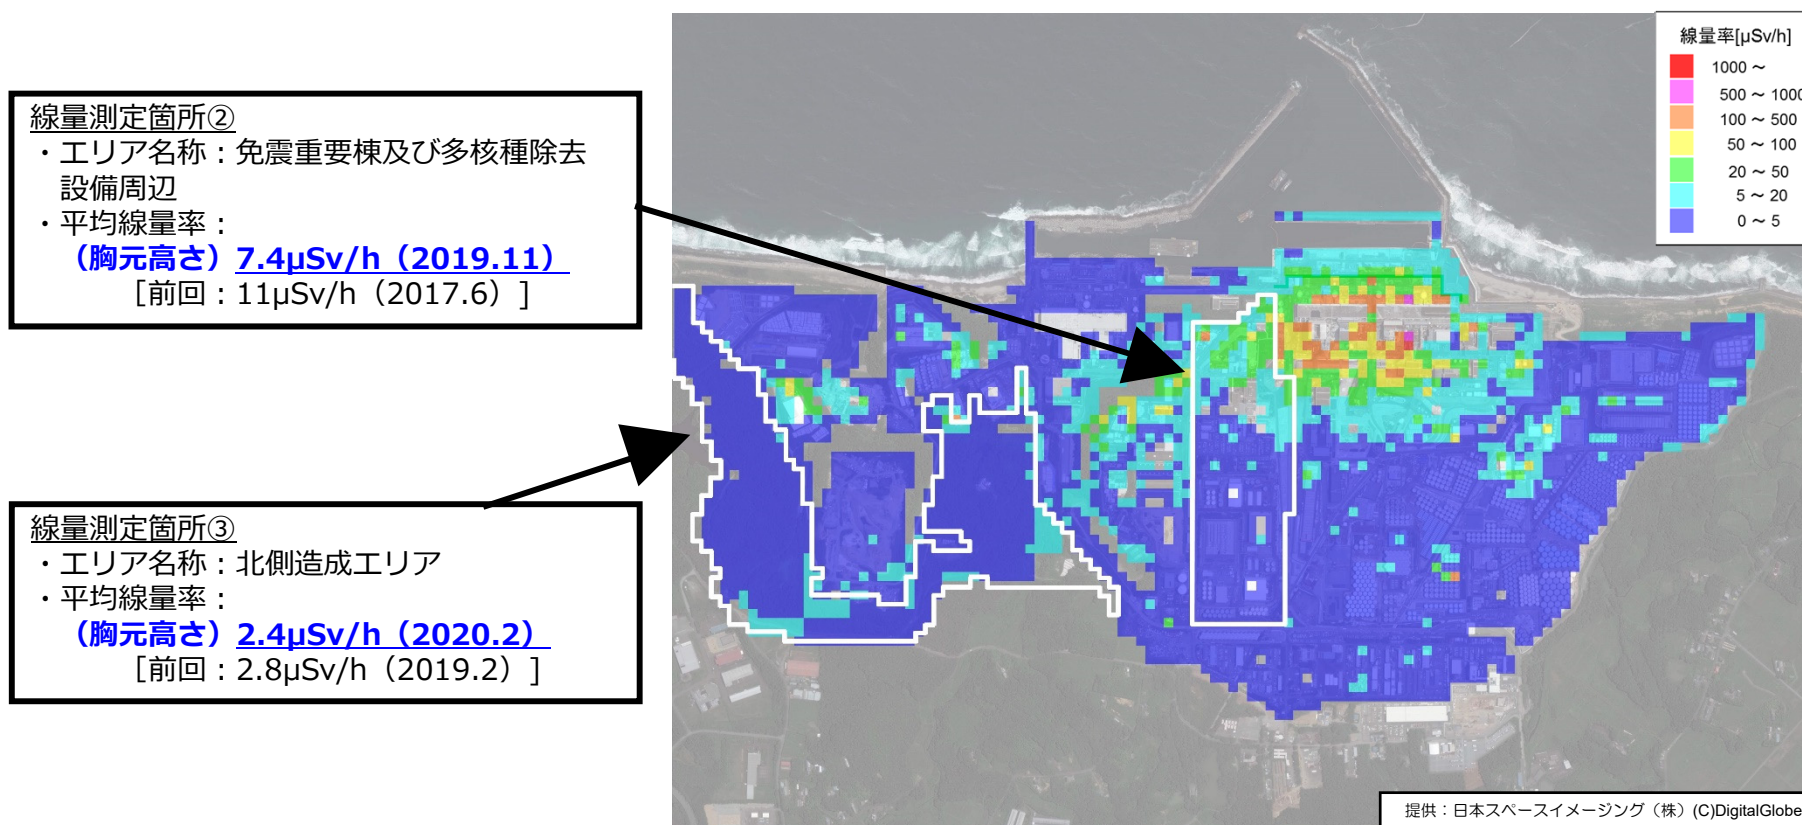 線量測定箇所②
・エリア名称：免震重要棟及び多核種除去
設備周辺
・平均線量率：
（胸元高さ）7.4μSv/h（2019.11）
［前回：11μSv/h（2017.6）］
線量測定箇所③
・エリア名称：北側造成エリア
・平均線量率：
（胸元高さ）2.4μSv/h（2020.2）
［前回：2.8μSv/h（2019.2）］
線量率[μSv/h]
1000～
500～1000
100～500
50～100
20～50
5～20
0～5
提供：日本スペースイメージング（株）(C)DigitalGlobe